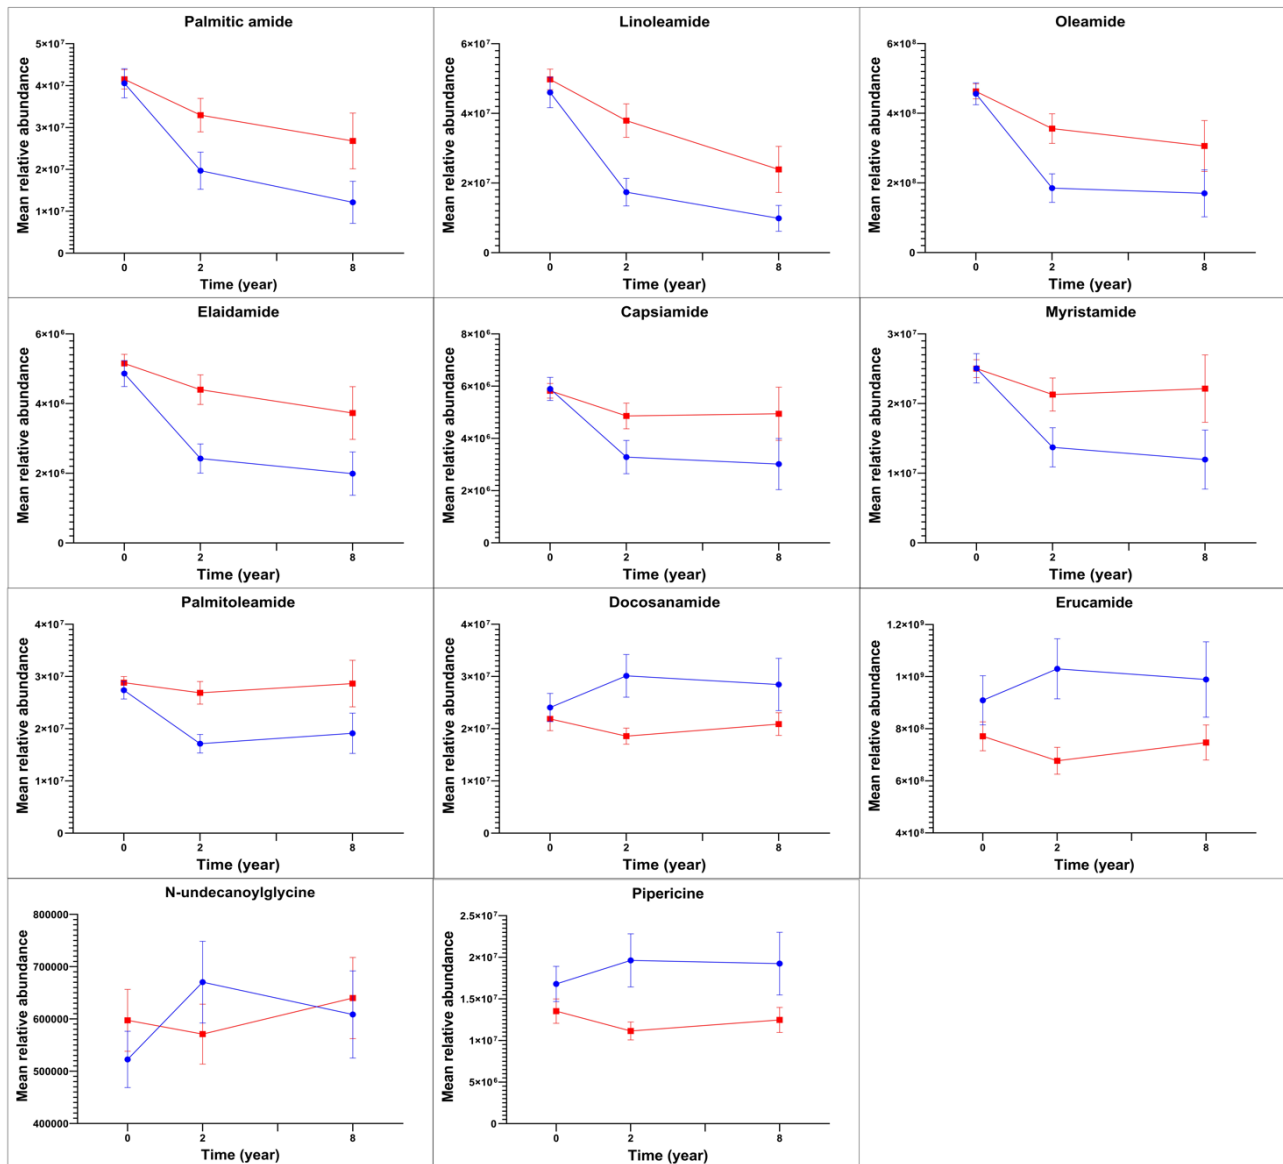 Palmitic amide
Mean relative abundance
5×10⁷
4×10⁷
3×10⁷
2×10⁷
1×10⁷
0
0 2 8
Time (year)
Linoleamide
Mean relative abundance
6×10⁷
4×10⁷
2×10⁷
0
0 2 8
Time (year)
Oleamide
Mean relative abundance
6×10⁸
4×10⁸
2×10⁸
0
0 2 8
Time (year)
Elaidamide
Mean relative abundance
6×10⁶
4×10⁶
2×10⁶
0
0 2 8
Time (year)
Capsiamide
Mean relative abundance
8×10⁶
6×10⁶
4×10⁶
2×10⁶
0
0 2 8
Time (year)
Myristamide
Mean relative abundance
3×10⁷
2×10⁷
1×10⁷
0
0 2 8
Time (year)
Palmitoleamide
Mean relative abundance
4×10⁷
3×10⁷
2×10⁷
1×10⁷
0
0 2 8
Time (year)
Docosanamide
Mean relative abundance
4×10⁷
3×10⁷
2×10⁷
1×10⁷
0
0 2 8
Time (year)
Erucamide
Mean relative abundance
1.2×10⁹
1×10⁹
8×10⁸
6×10⁸
4×10⁸
0 2 8
Time (year)
N-undecanoylglycine
Mean relative abundance
800000
700000
600000
500000
400000
0 2 8
Time (year)
Pipericine
Mean relative abundance
2.5×10⁷
2×10⁷
1.5×10⁷
1×10⁷
5×10⁶
0
0 2 8
Time (year)